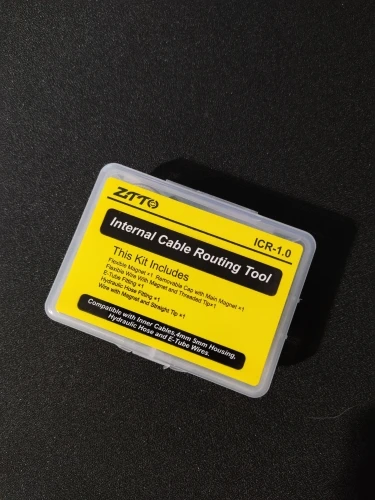 ZTTO
ICR-1.0
Internal Cable Routing Tool
This Kit Includes
Flexible Magnet ×1 Removable Cap with Main Magnet ×1
Flexible Wire With Magnet and Threaded Tip×1
E-Tube Fitting ×1
Hydraulic Hose Fitting ×1
Wire with Magnet and Straight Tip ×1
Compatible with Inner Cables,4mm 5mm Housing,
Hydraulic Hose and E-Tube Wires.